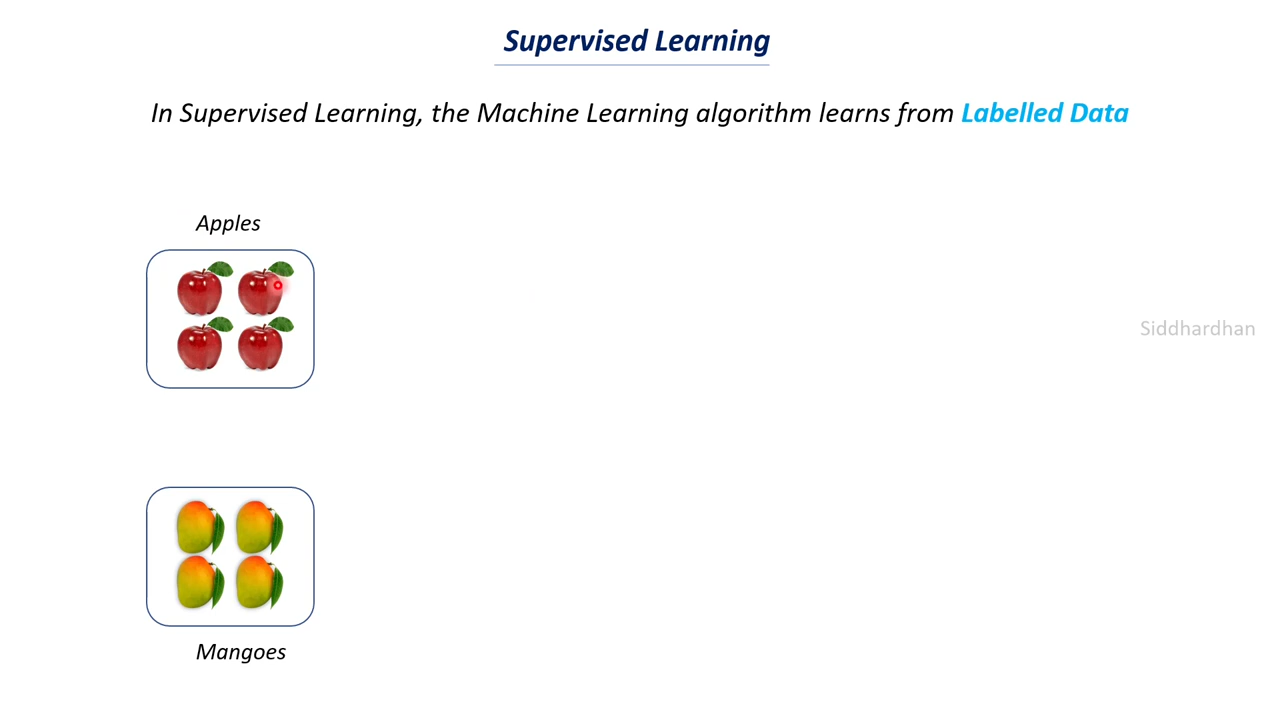 Supervised Learning
In Supervised Learning, the Machine Learning algorithm learns from Labelled Data
Apples
Siddhardhan
Mangoes